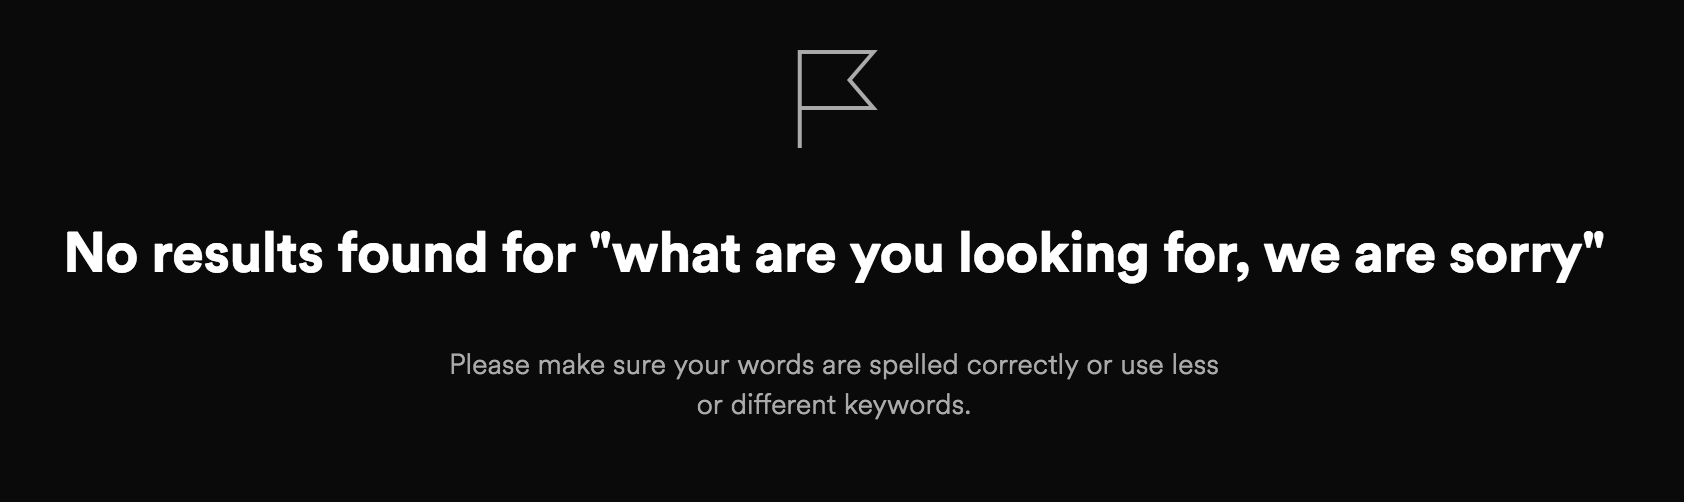 No results found for "what are you looking for, we are sorry"
Please make sure your words are spelled correctly or use less
or different keywords.